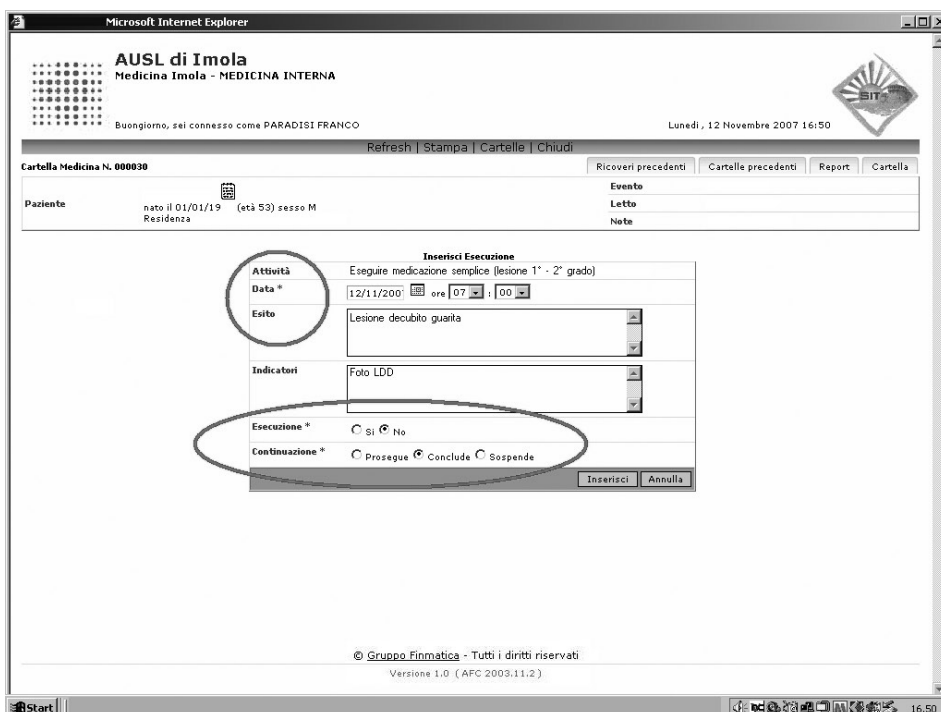 Microsoft Internet Explorer
AUSL di Imola
Medicina Imola - MEDICINA INTERNA
SIT
Buongiorno, sei connesso come PARADISI FRANCO
Lunedi , 12 Novembre 2007 16:50
Refresh | Stampa | Cartelle | Chiudi
Cartella Medicina N. 000030
Ricoveri precedenti Cartelle precedenti Report Cartella
Paziente
nato il 01/01/19 (età 53) sesso M
Residenza
Evento
Letto
Note
Inserisci Esecuzione
Attività Eseguire medicazione semplice (lesione 1° - 2° grado)
Data * 12/11/200 ore 07 : 00
Esito Lesione decubito guarita
Indicatori Foto LDD
Esecuzione * Si No
Continuazione * Prosegue Conclude Sospende
Inserisci Annulla
© Gruppo Finmatica - Tutti i diritti riservati
Versione 1.0 ( AFC 2003.11.2 )
Start 16.50